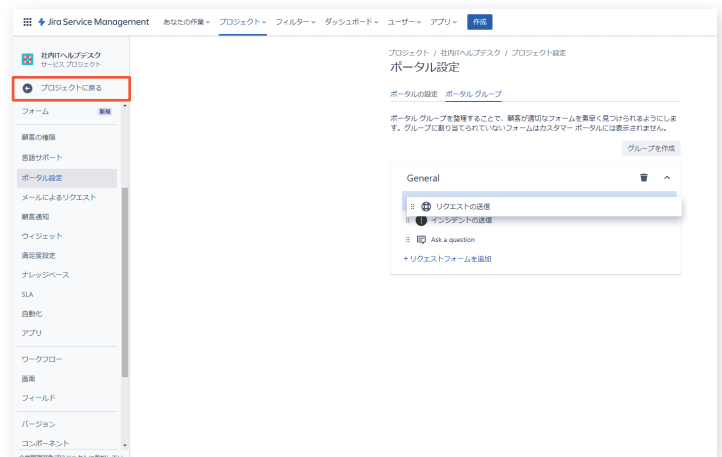 Jira Service Management あなたの作業 プロジェクト フィルター ダッシュボード ユーザー アプリ 作成
社内ITヘルプデスク
サービスプロジェクト
プロジェクトに戻る
フォーム 新規
顧客の権限
言語サポート
ポータル設定
メールによるリクエスト
顧客通知
ウィジェット
満足度設定
ナレッジベース
SLA
自動化
アプリ
ワークフロー
画面
フィールド
バージョン
コンポーネント
プロジェクト / 社内ITヘルプデスク / プロジェクト設定
ポータル設定
ポータルの設定 ポータル グループ
ポータル グループを整理することで、顧客が適切なフォームを素早く見つけられるようにしま
す。グループに割り当てられていないフォームはカスタマー ポータルには表示されません。
グループを作成
General
リクエストの送信
インシデントの送信
Ask a question
+ リクエストフォームを追加